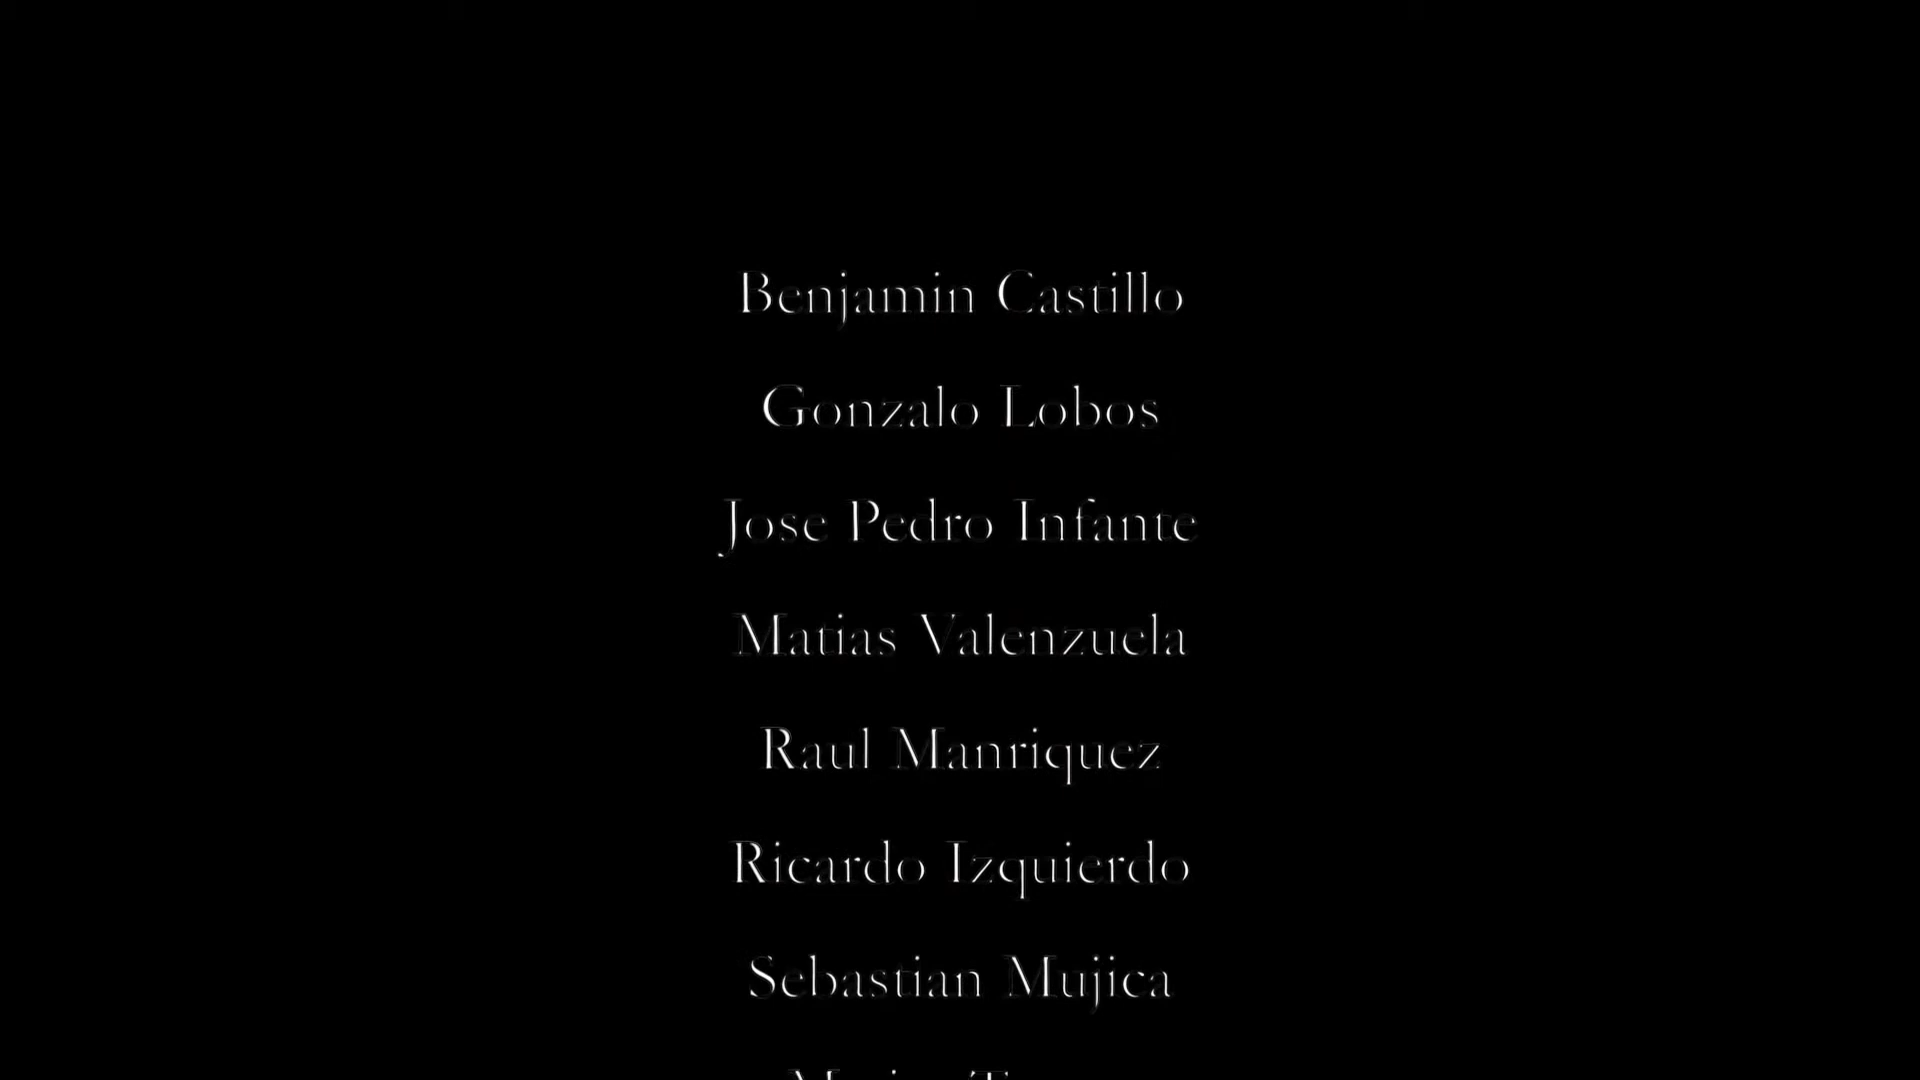 Benjamin Castillo
Gonzalo Lobos
Jose Pedro Infante
Matias Valenzuela
Raul Manriquez
Ricardo Izquierdo
Sebastian Mujica